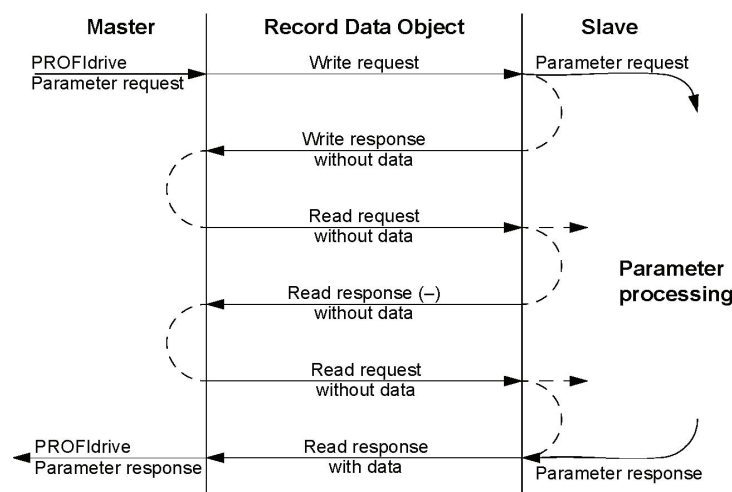 Master
Record Data Object
Slave
PROFIdrive
Parameter request
Write request
Parameter request
Write response
without data
Read request
without data
Parameter
processing
Read response (–)
without data
Read request
without data
PROFIdrive
Parameter response
Read response
with data
Parameter response